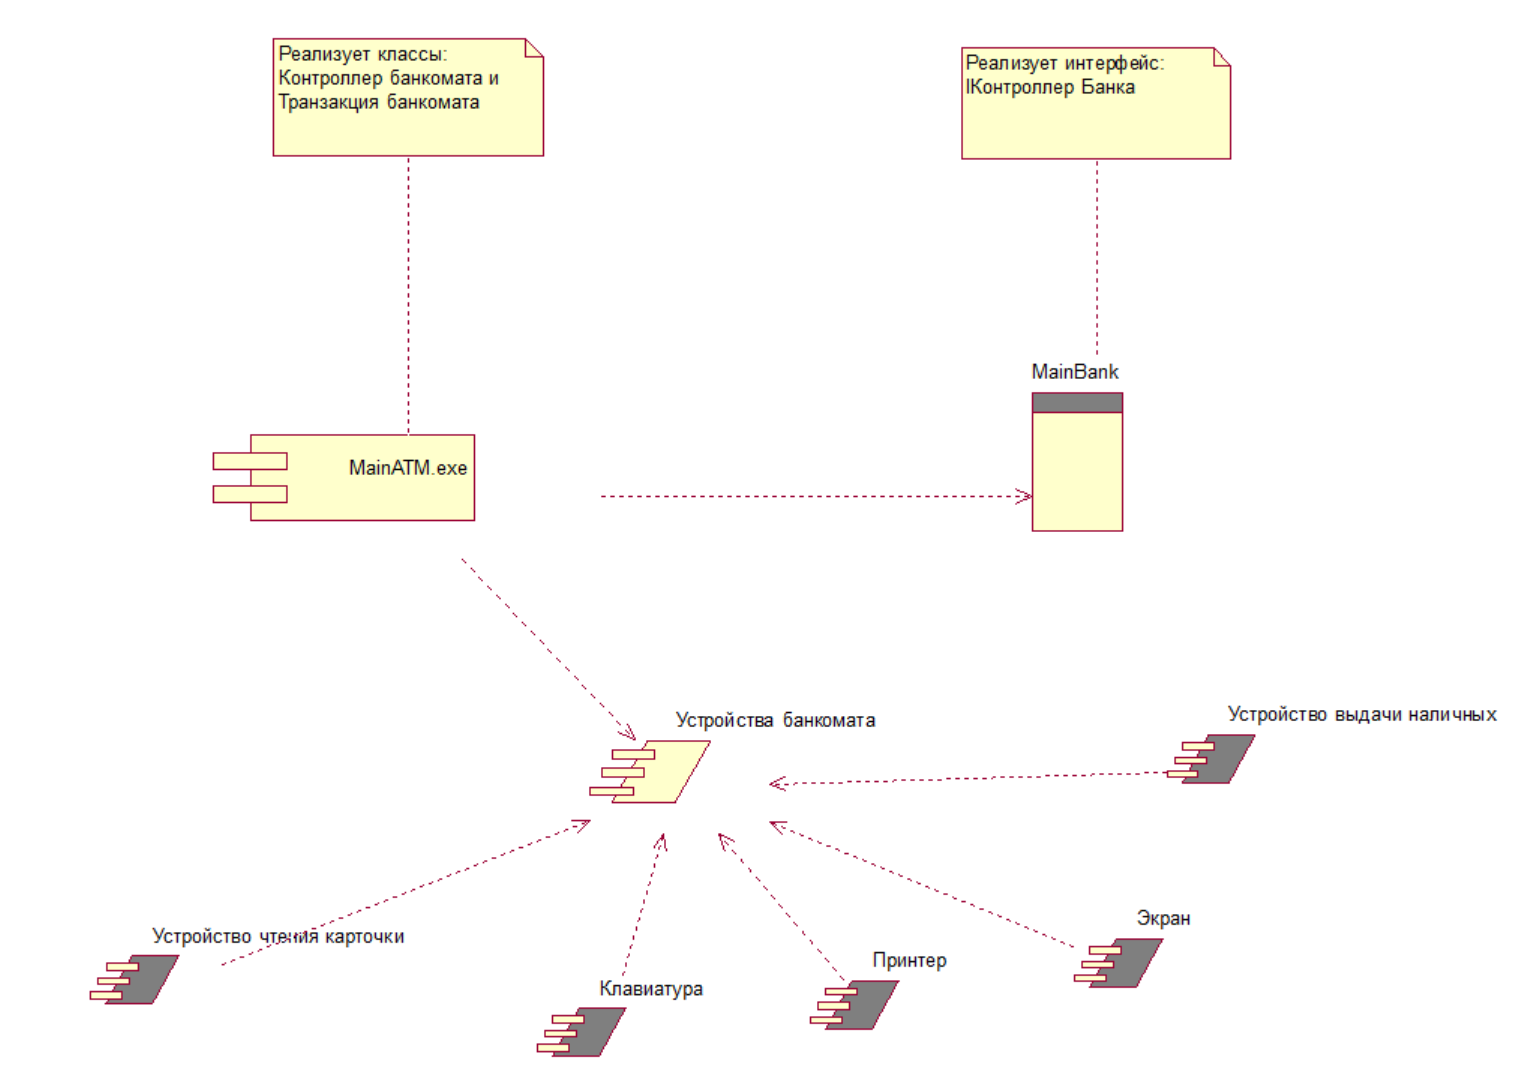 Реализует классы:
Контроллер банкомата и
Транзакция банкомата
Реализует интерфейс:
IКонтроллер Банка
MainBank
MainATM.exe
Устройства банкомата
Устройство выдачи наличных
Устройство чтения карточки
Клавиатура
Принтер
Экран